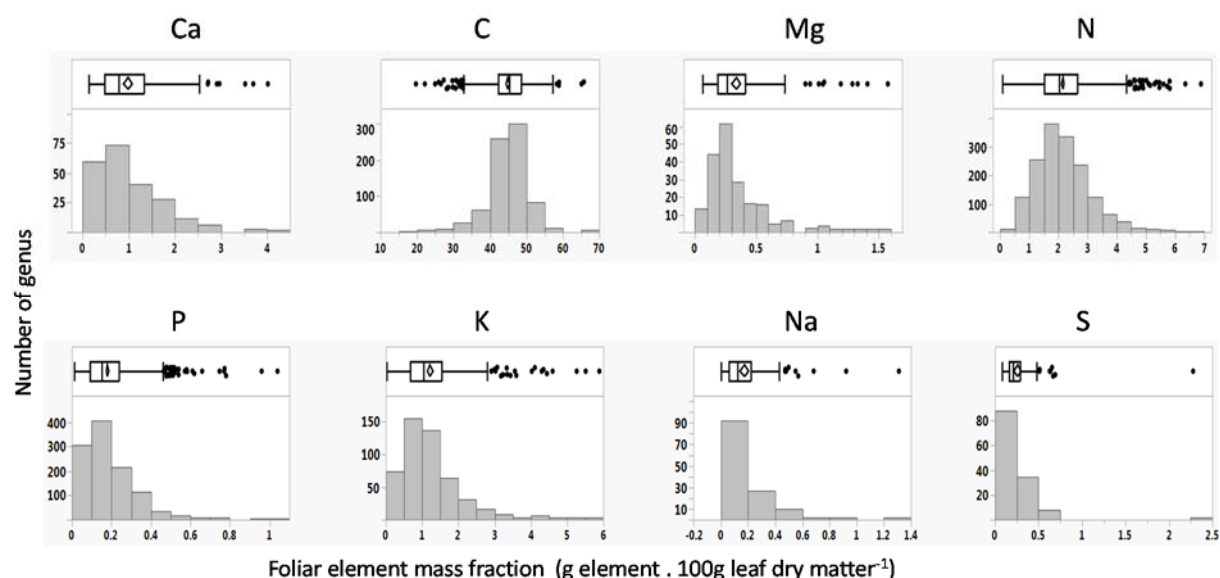 Ca C Mg N
75
50
25
0 1 2 3 4
300
200
100
10 20 30 40 50 60 70
60
50
40
30
20
10
0 0.5 1 1.5
300
200
100
0 1 2 3 4 5 6 7
Number of genus
P K Na S
400
300
200
100
0 0.2 0.4 0.6 0.8 1
150
100
50
0 1 2 3 4 5 6
90
70
50
30
10
-0.2 0 0.2 0.4 0.6 0.8 1 1.2 1.4
80
60
40
20
0 0.5 1 1.5 2 2.5
Foliar element mass fraction (g element . 100g leaf dry matter⁻¹)